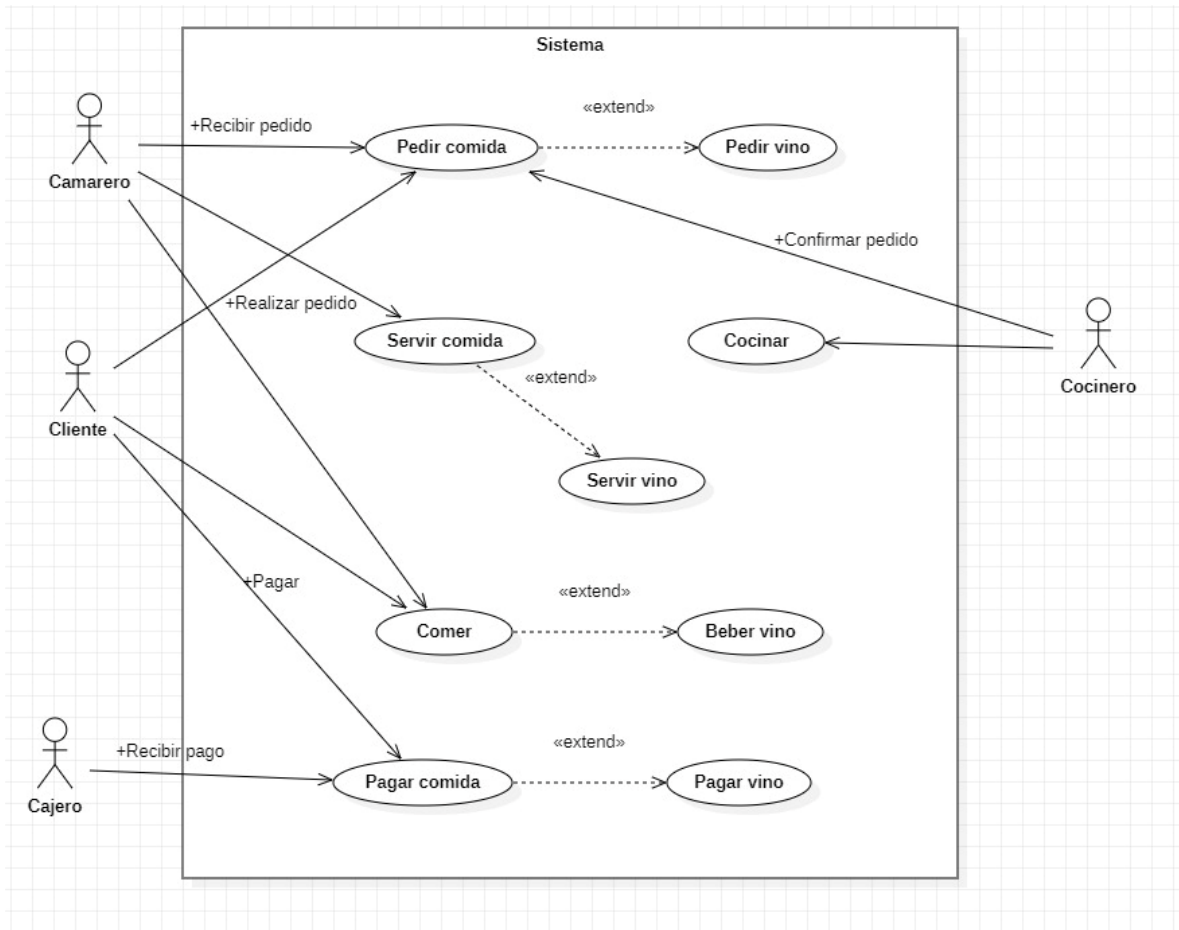 Sistema
«extend»
+Recibir pedido
Pedir comida
Pedir vino
Camarero
+Confirmar pedido
+Realizar pedido
Servir comida
Cocinar
«extend»
Cocinero
Cliente
Servir vino
+Pagar
«extend»
Comer
Beber vino
«extend»
+Recibir pago
Pagar comida
Pagar vino
Cajero